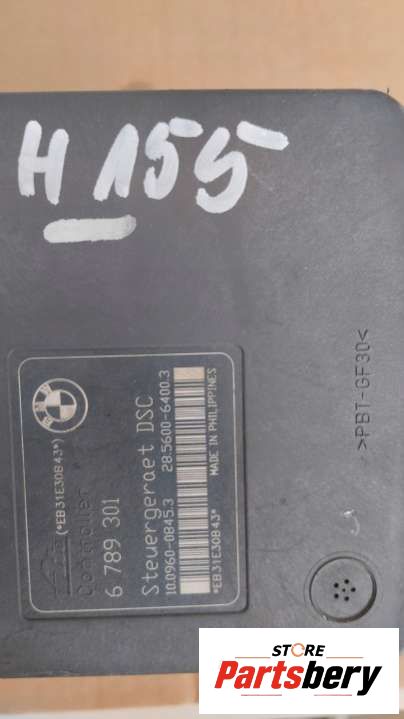 H 155
BMW
(*EB31E30843*)
6 789 301
Steuergeraet DSC
10.0960-0845.3 28.5600-6400.3
*EB31E30843*
MADE IN PHILIPPINES
>PBT-GF30<
STORE
Partsbery